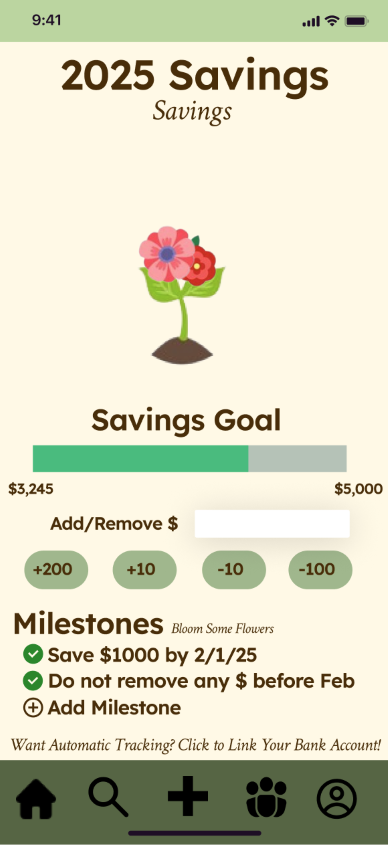 9:41
2025 Savings
Savings
Savings Goal
$3,245 $5,000
Add/Remove $
+200 +10 -10 -100
Milestones Bloom Some Flowers
Save $1000 by 2/1/25
Do not remove any $ before Feb
Add Milestone
Want Automatic Tracking? Click to Link Your Bank Account!